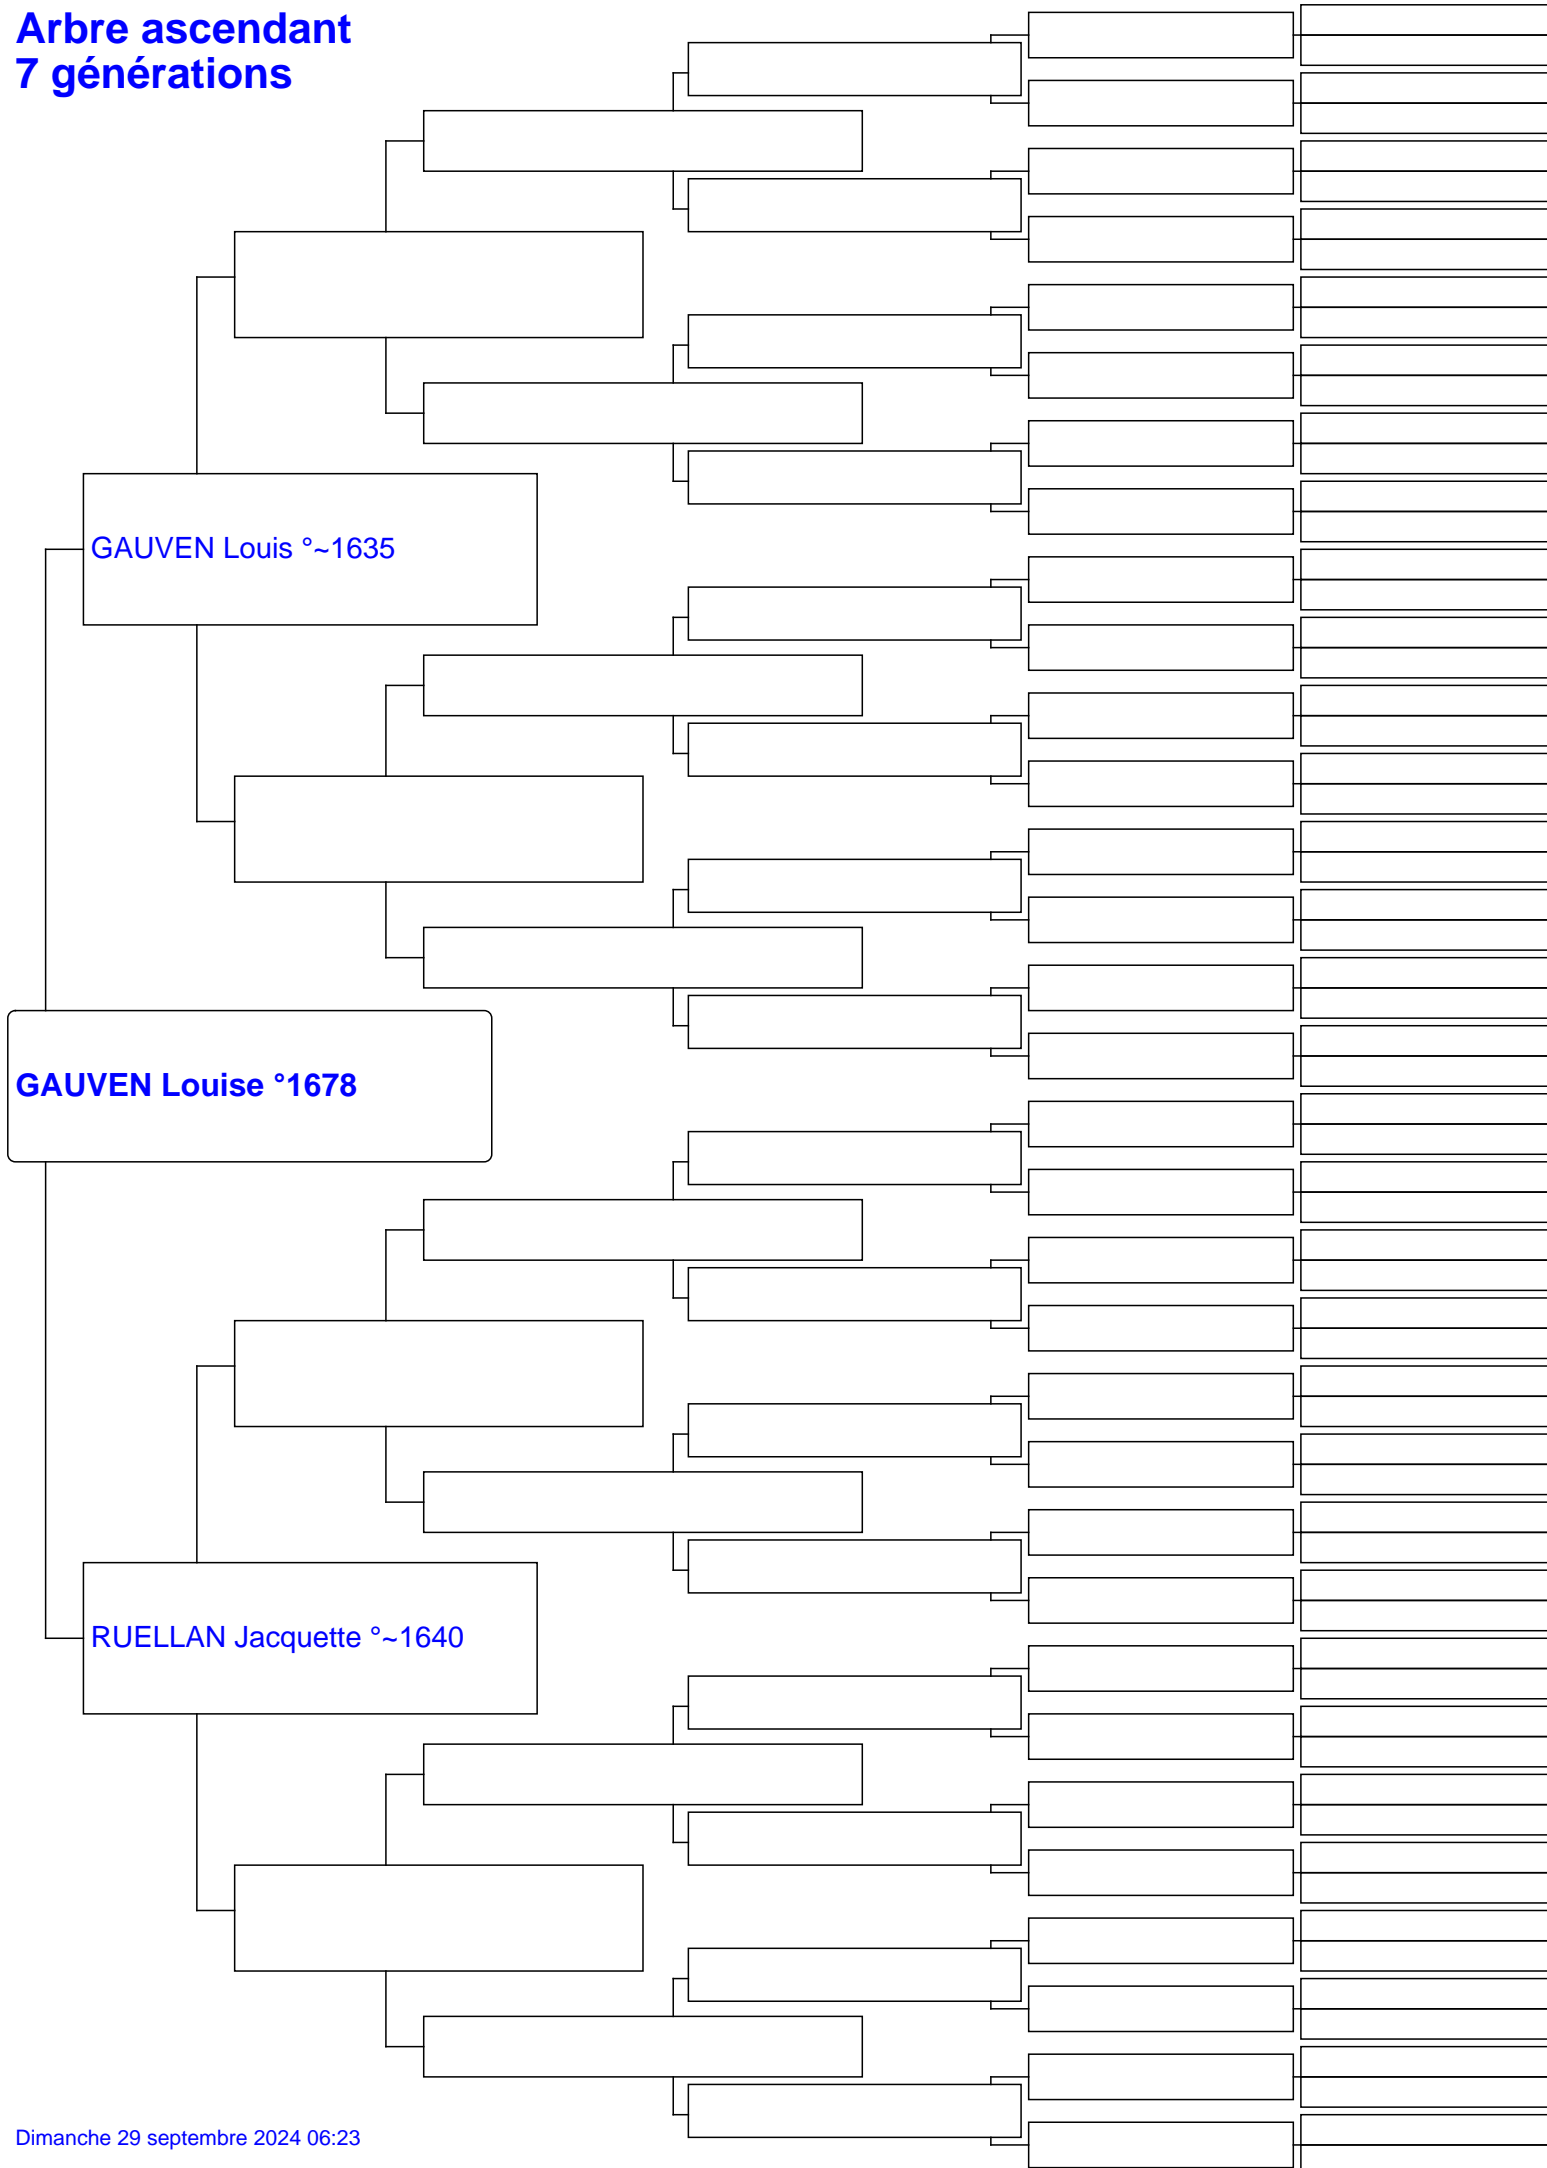 Arbre ascendant
7 générations
GAUVEN Louis °~1635
GAUVEN Louise °1678
RUELLAN Jacquette °~1640
Dimanche 29 septembre 2024 06:23